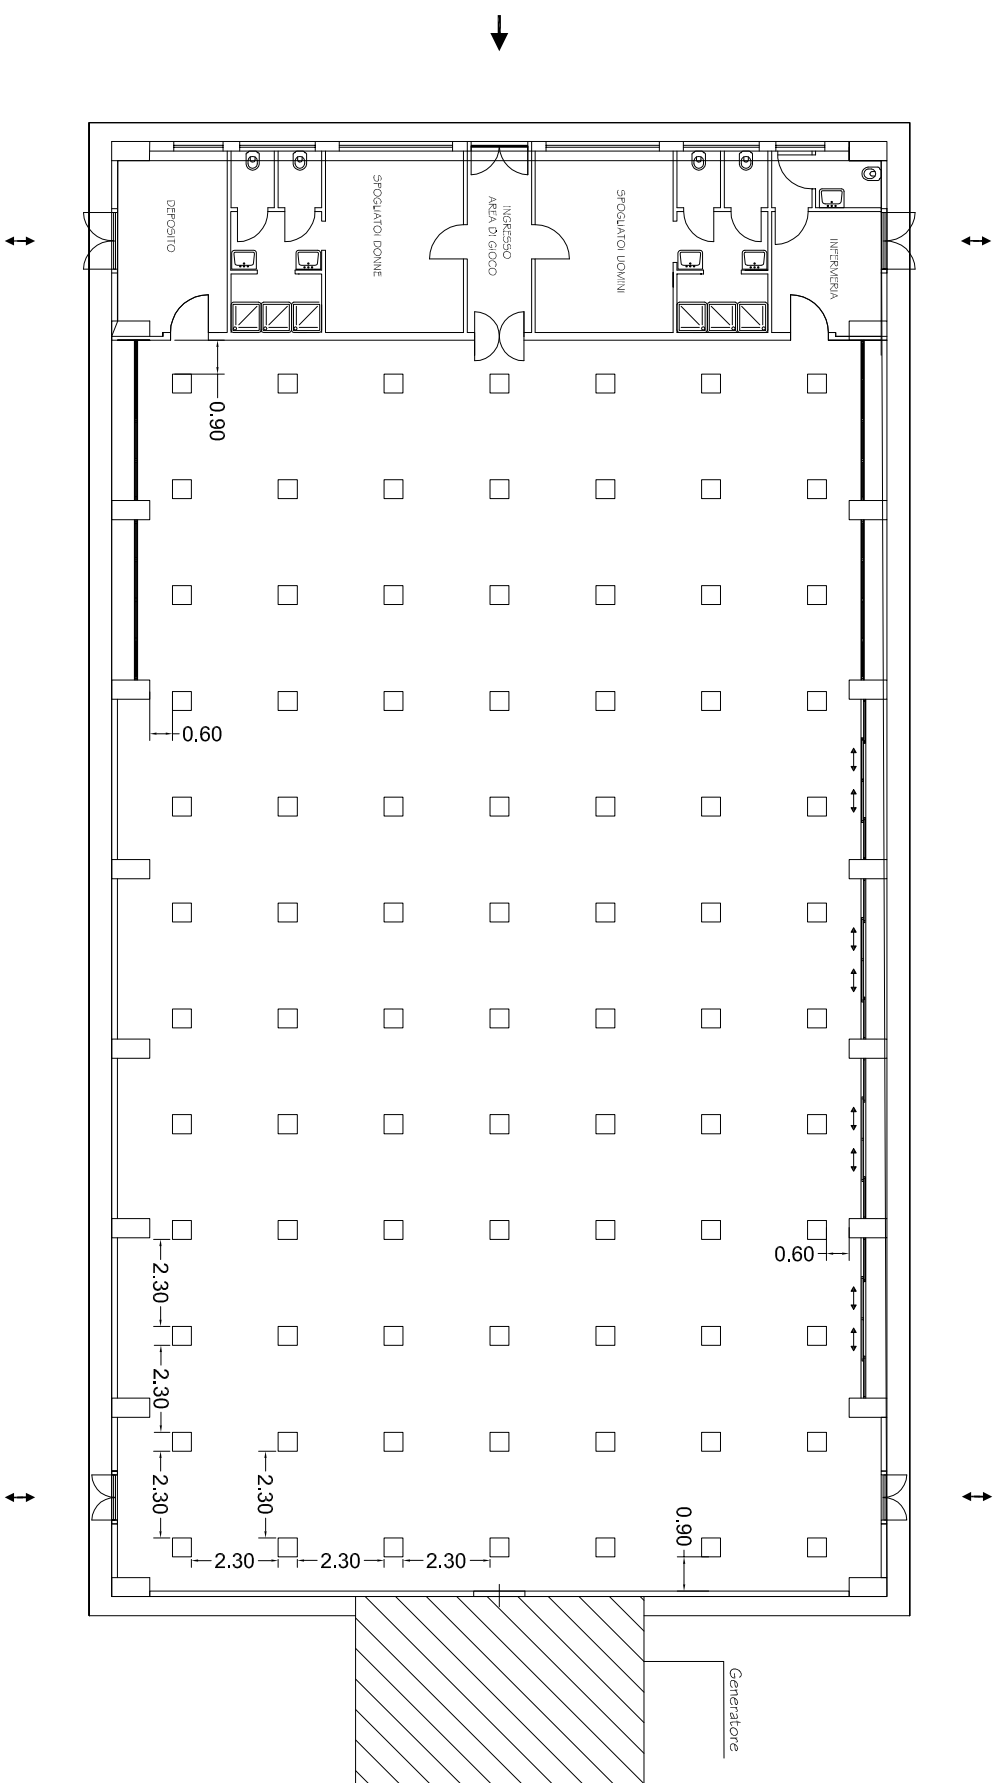 DEPOSITO
SPOGLIATOI DONNE
INGRESSO
AREA DI GIOCO
SPOGLIATOI UOMINI
INFERMERIA
0.90
0.60
0.60
2.30
2.30
2.30
2.30
0.90
2.30
2.30
2.30
Generatore